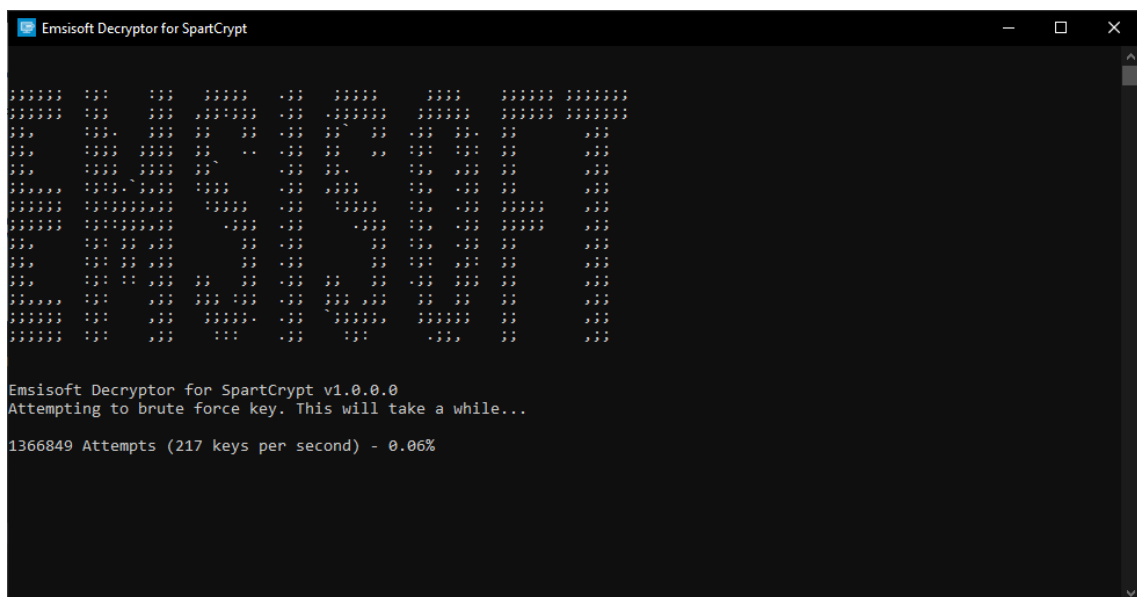 Emsisoft Decryptor for SpartCrypt
EMSISOFT
Emsisoft Decryptor for SpartCrypt v1.0.0.0
Attempting to brute force key. This will take a while...
1366849 Attempts (217 keys per second) - 0.06%